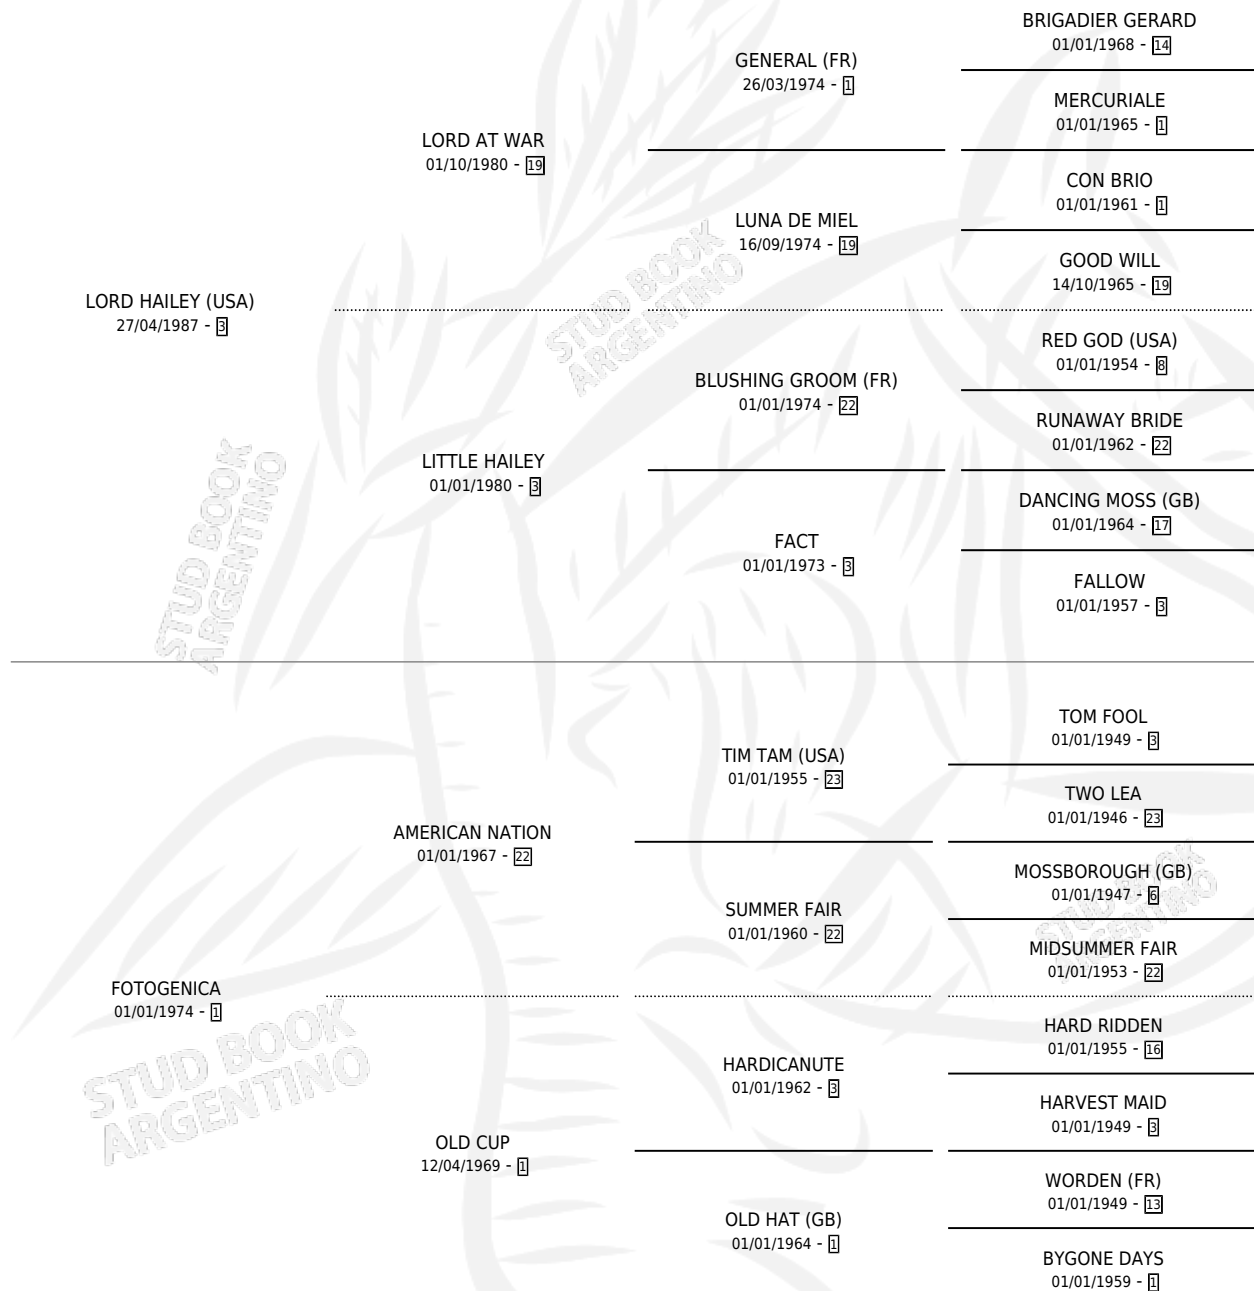 BRIGADIER GERARD
01/01/1968 - 14
GENERAL (FR)
26/03/1974 - 1
MERCURIALE
01/01/1965 - 1
LORD AT WAR
01/10/1980 - 19
CON BRIO
01/01/1961 - 1
LUNA DE MIEL
16/09/1974 - 19
GOOD WILL
14/10/1965 - 19
LORD HAILEY (USA)
27/04/1987 - 3
RED GOD (USA)
01/01/1954 - 8
BLUSHING GROOM (FR)
01/01/1974 - 22
RUNAWAY BRIDE
01/01/1962 - 22
LITTLE HAILEY
01/01/1980 - 3
DANCING MOSS (GB)
01/01/1964 - 17
FACT
01/01/1973 - 3
FALLOW
01/01/1957 - 3
TOM FOOL
01/01/1949 - 3
TIM TAM (USA)
01/01/1955 - 23
TWO LEA
01/01/1946 - 23
AMERICAN NATION
01/01/1967 - 22
MOSSBOROUGH (GB)
01/01/1947 - 6
SUMMER FAIR
01/01/1960 - 22
MIDSUMMER FAIR
01/01/1953 - 22
FOTOGENICA
01/01/1974 - 1
HARD RIDDEN
01/01/1955 - 16
HARDICANUTE
01/01/1962 - 3
HARVEST MAID
01/01/1949 - 3
OLD CUP
12/04/1969 - 1
WORDEN (FR)
01/01/1949 - 13
OLD HAT (GB)
01/01/1964 - 1
BYGONE DAYS
01/01/1959 - 1
STUD BOOK
ARGENTINO
STUD BOOK
ARGENTINO
STUD BOOK
ARGENTINO
STUD BOOK
ARGENTINO